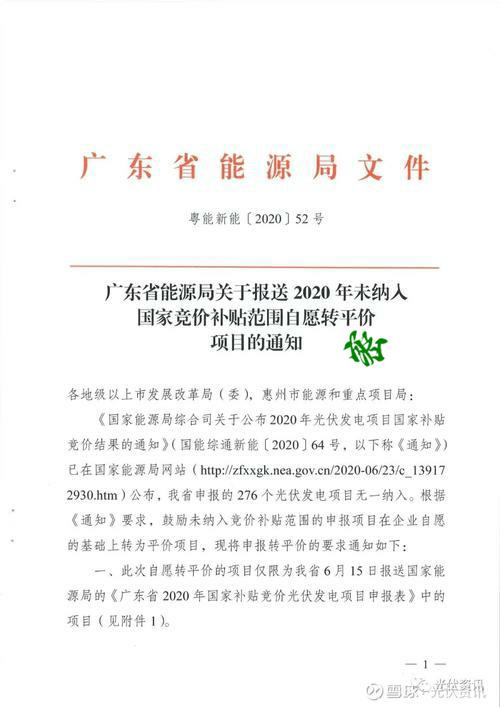 广东省能源局文件
粤能新能〔2020〕52号
广东省能源局关于报送2020年未纳入
国家竞价补贴范围自愿转平价
项目的通知
各地级以上市发展改革局（委），惠州市能源和重点项目局：
《国家能源局综合司关于公布2020年光伏发电项目国家补贴
竞价结果的通知》（国能综通新能〔2020〕64号，以下称《通知》）
已在国家能源局网站（http://zfxxgk.nea.gov.cn/2020-06/23/c_13917
2930.htm）公布，我省申报的276个光伏发电项目无一纳入。根据
《通知》要求，鼓励未纳入竞价补贴范围的申报项目在企业自愿
的基础上转为平价项目，现将申报转平价的要求通知如下：
一、此次自愿转平价的项目仅限为我省6月15日报送国家能
源局的《广东省2020年国家补贴竞价光伏发电项目申报表》中的
项目（见附件1）。
— 1 —
光伏资讯
雪球：光伏资讯